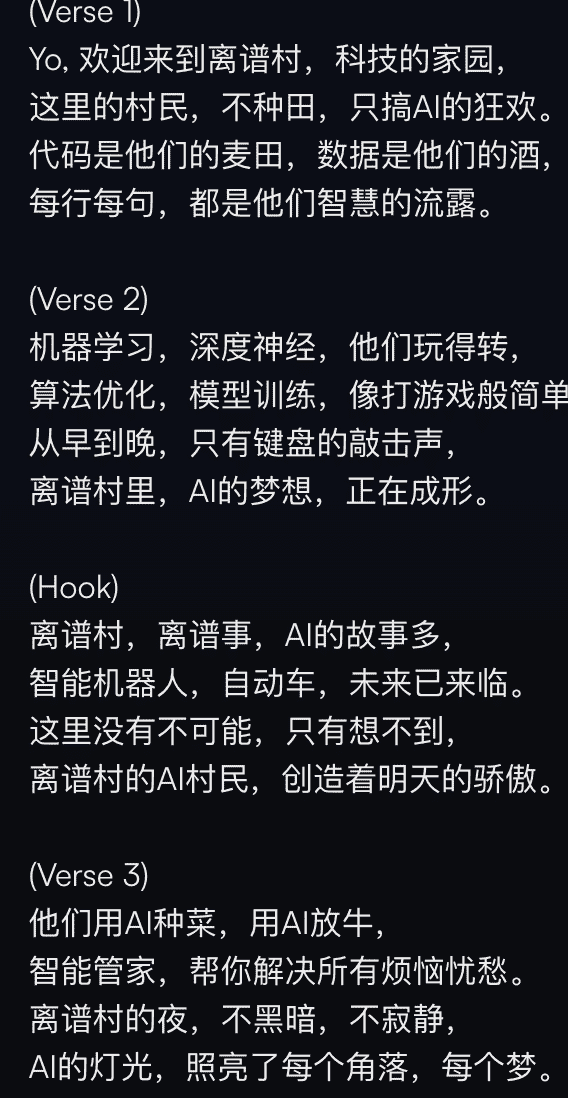 (Verse 1)
Yo, 欢迎来到离谱村，科技的家园，
这里的村民，不种田，只搞AI的狂欢。
代码是他们的麦田，数据是他们的酒，
每行每句，都是他们智慧的流露。
(Verse 2)
机器学习，深度神经，他们玩得转，
算法优化，模型训练，像打游戏般简单
从早到晚，只有键盘的敲击声，
离谱村里，AI的梦想，正在成形。
(Hook)
离谱村，离谱事，AI的故事多，
智能机器人，自动车，未来已来临。
这里没有不可能，只有想不到，
离谱村的AI村民，创造着明天的骄傲。
(Verse 3)
他们用AI种菜，用AI放牛，
智能管家，帮你解决所有烦恼忧愁。
离谱村的夜，不黑暗，不寂静，
AI的灯光，照亮了每个角落，每个梦。